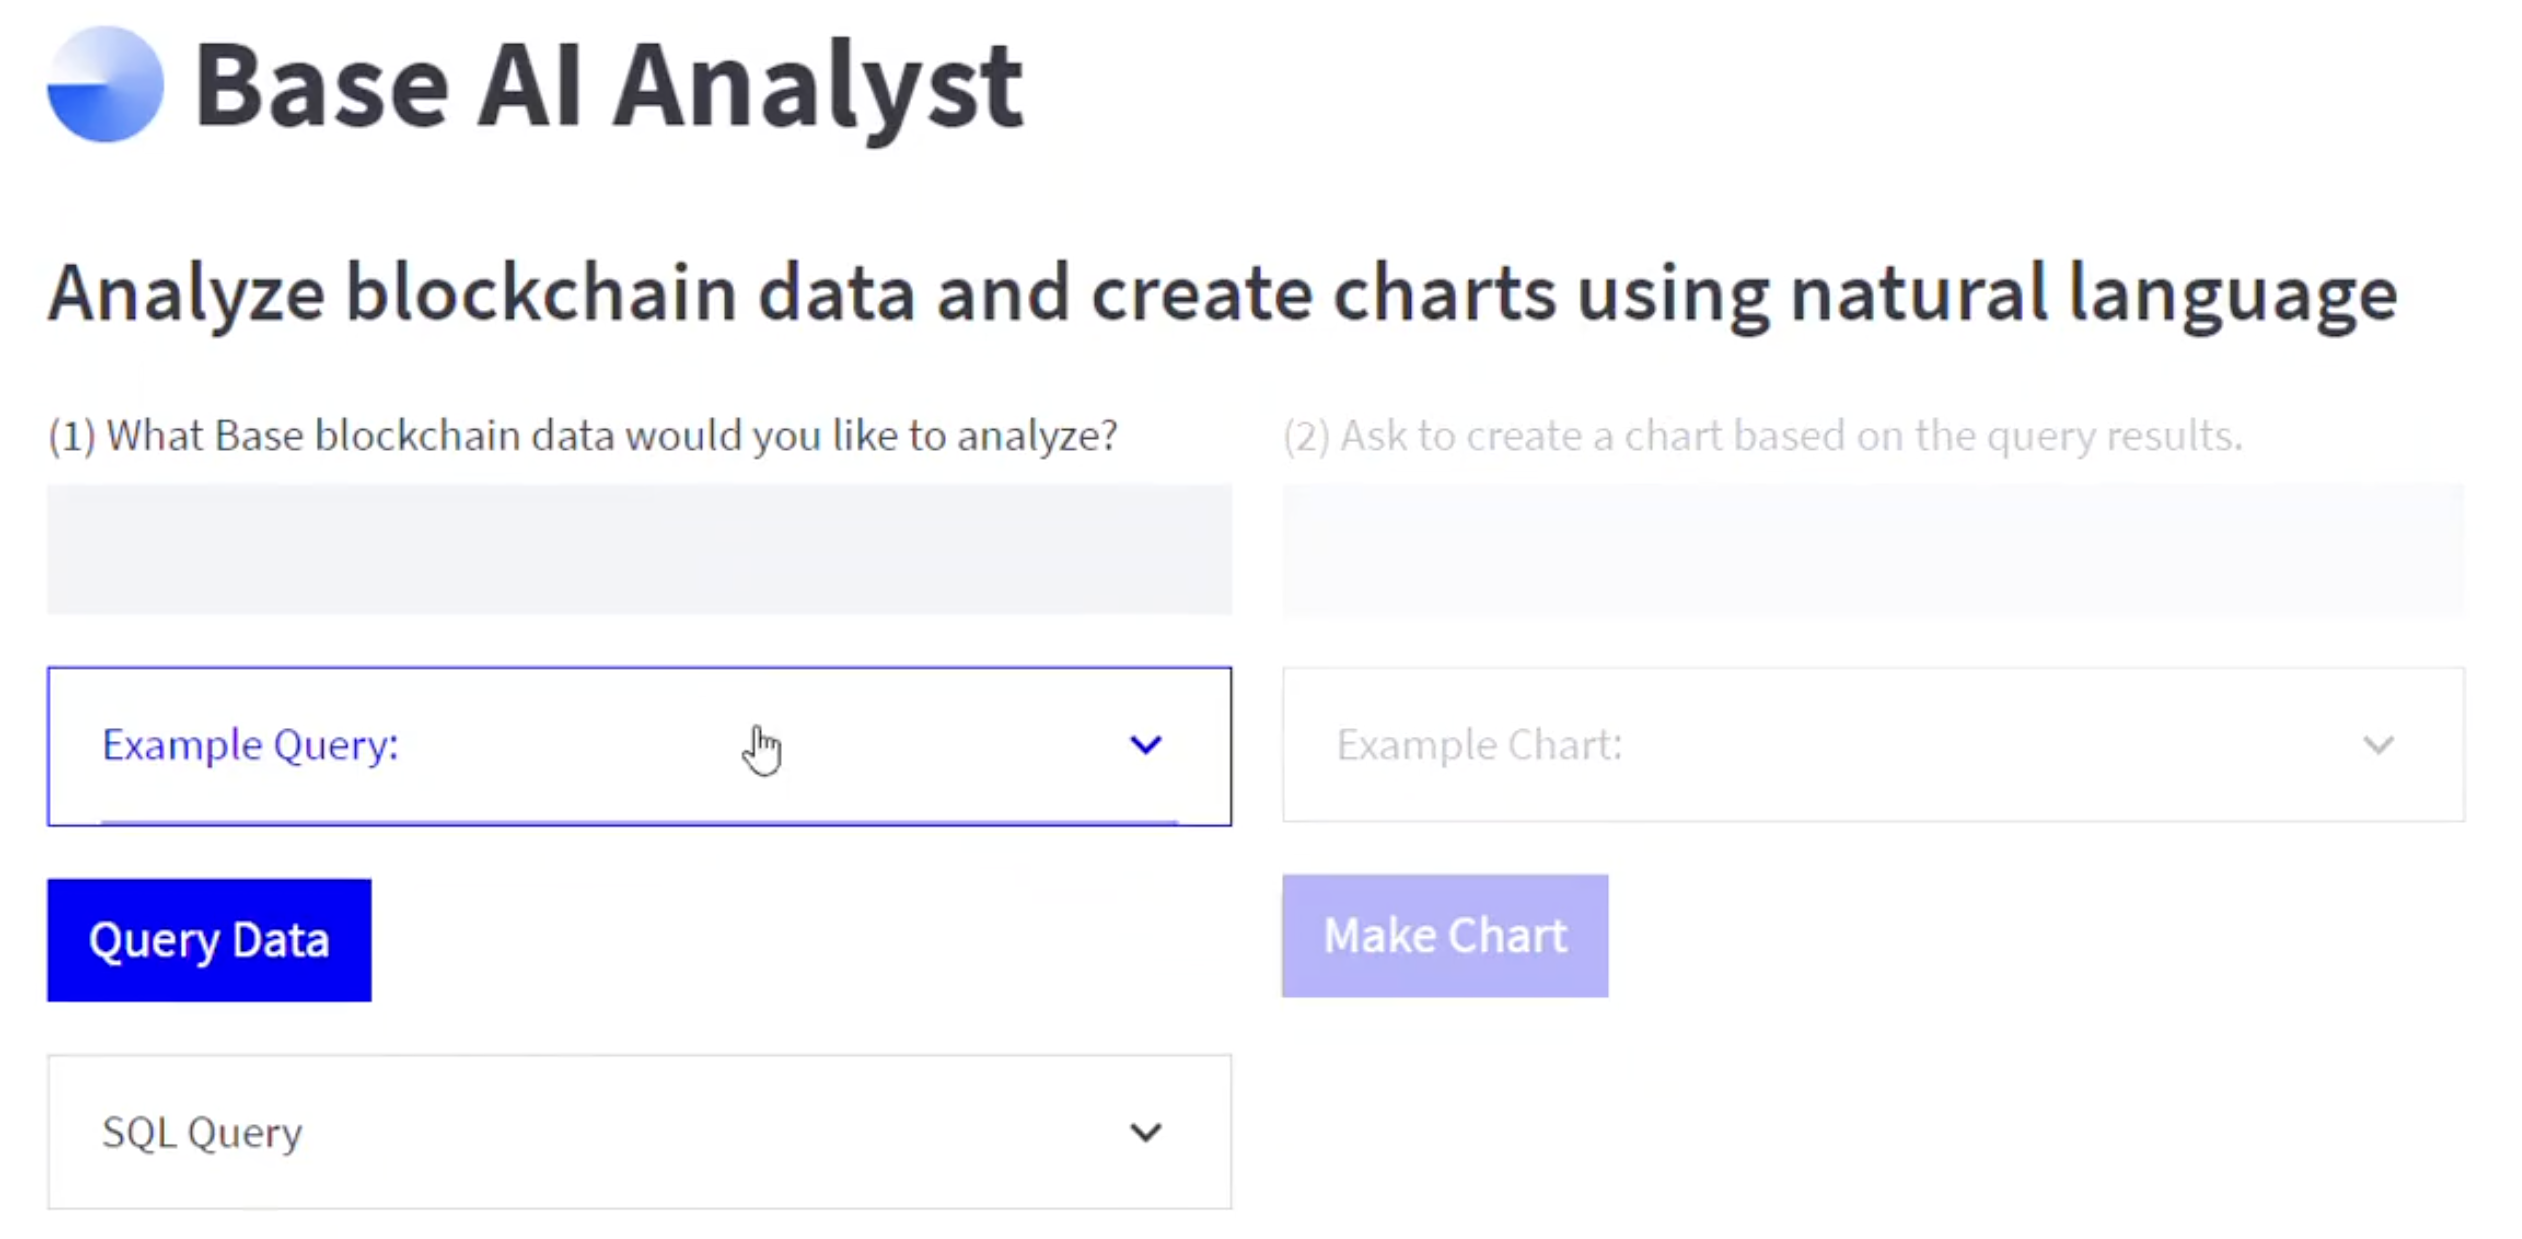 Base AI Analyst
Analyze blockchain data and create charts using natural language
(1) What Base blockchain data would you like to analyze?
(2) Ask to create a chart based on the query results.
Example Query:
Example Chart:
Query Data
Make Chart
SQL Query